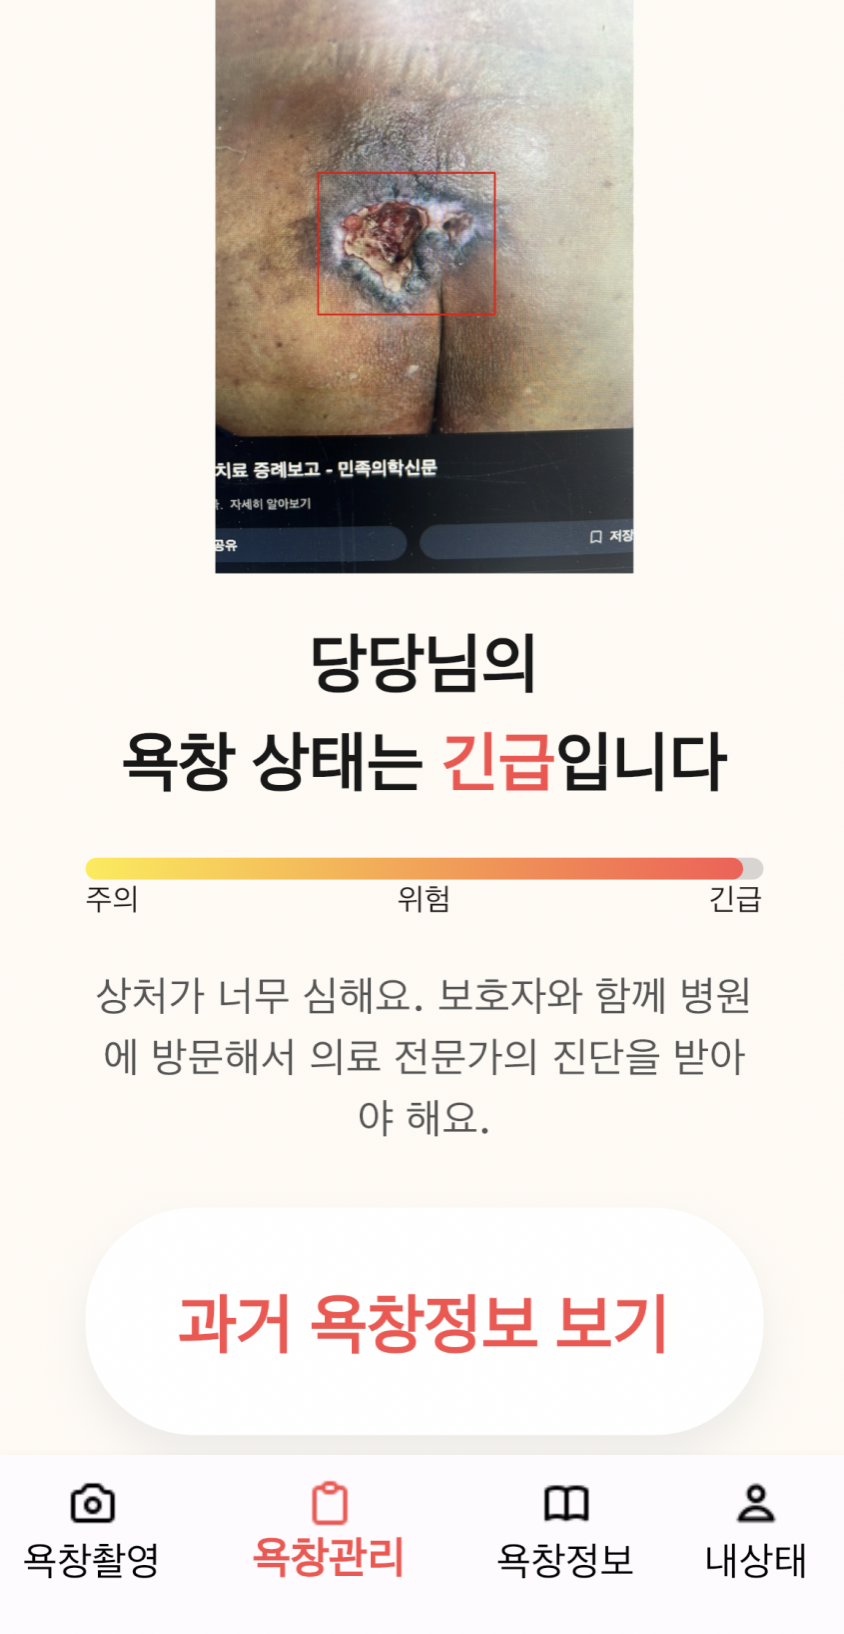 치료 증례보고 - 민족의학신문
자세히 알아보기
공유
저장
당당님의
욕창 상태는 긴급입니다
주의
위험
긴급
상처가 너무 심해요. 보호자와 함께 병원
에 방문해서 의료 전문가의 진단을 받아
야 해요.
과거 욕창정보 보기
욕창촬영
욕창관리
욕창정보
내상태